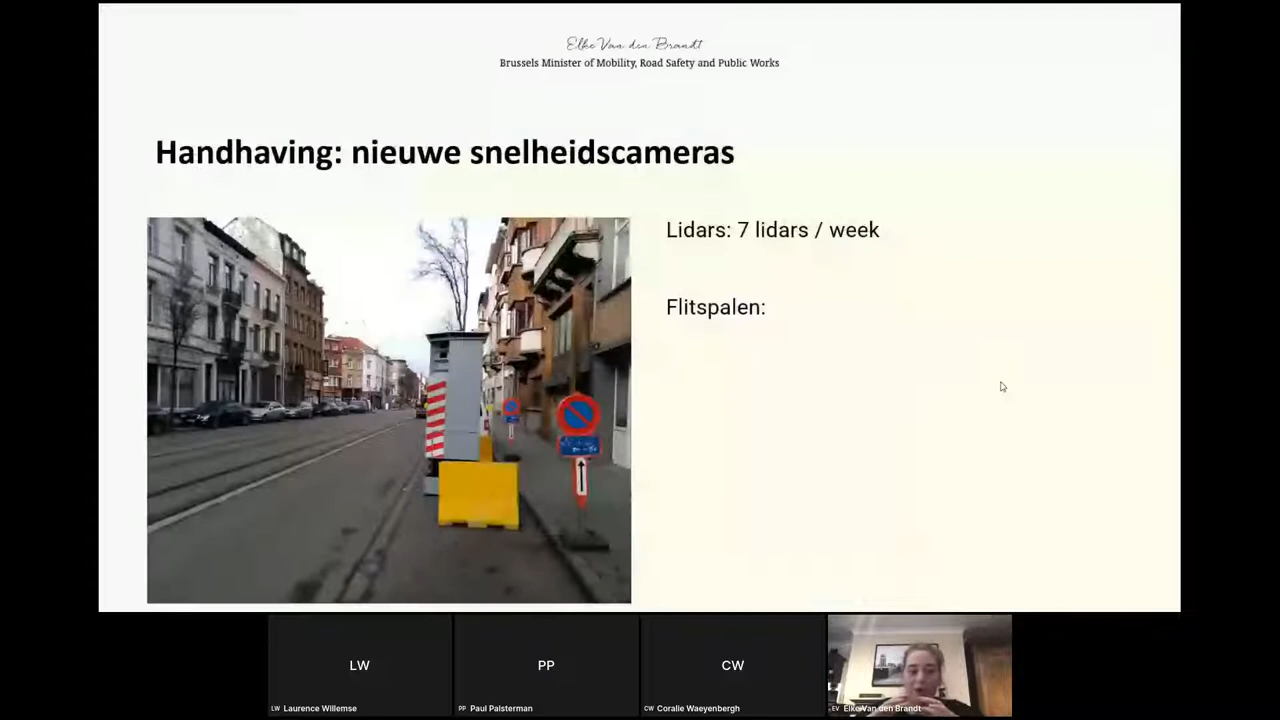 Elke Van den Brandt
Brussels Minister of Mobility, Road Safety and Public Works
Handhaving: nieuwe snelheidscameras
Lidars: 7 lidars / week
Flitspalen:
LW
PP
CW
LW Laurence Willemse
PP Paul Palsterman
CW Coralie Waeyenbergh
EV Elke Van den Brandt